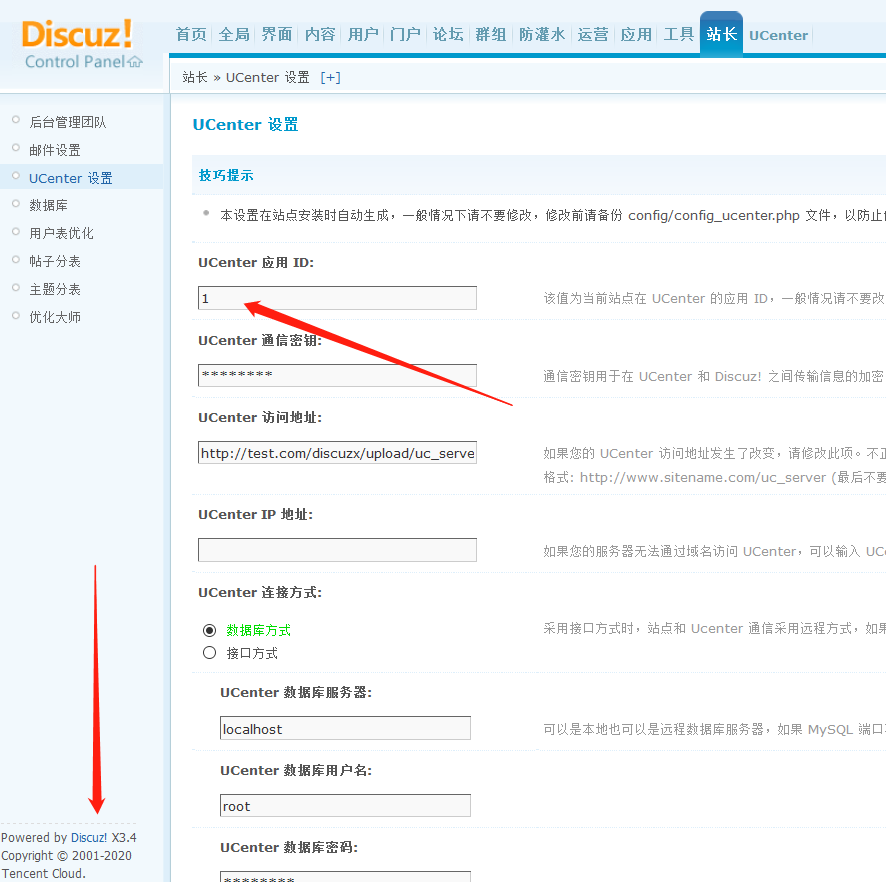 Discuz!
Control Panel
首页 全局 界面 内容 用户 门户 论坛 群组 防灌水 运营 应用 工具 站长 UCenter
站长 » UCenter 设置 [+]
后台管理团队
邮件设置
UCenter 设置
数据库
用户表优化
帖子分表
主题分表
优化大师
UCenter 设置
技巧提示
本设置在站点安装时自动生成，一般情况下请不要修改，修改前请备份 config/config_ucenter.php 文件，以防止
UCenter 应用 ID:
1
该值为当前站点在 UCenter 的应用 ID，一般情况请不要改
UCenter 通信密钥:
********
通信密钥用于在 UCenter 和 Discuz! 之间传输信息的加密
UCenter 访问地址:
http://test.com/discuzx/upload/uc_serve
如果您的 UCenter 访问地址发生了改变，请修改此项。不正
格式: http://www.sitename.com/uc_server (最后不要
UCenter IP 地址:
如果您的服务器无法通过域名访问 UCenter，可以输入 UCe
UCenter 连接方式:
数据库方式
接口方式
采用接口方式时，站点和 Ucenter 通信采用远程方式，如果
UCenter 数据库服务器:
localhost
可以是本地也可以是远程数据库服务器，如果 MySQL 端口
UCenter 数据库用户名:
root
UCenter 数据库密码:
********
Powered by Discuz! X3.4
Copyright © 2001-2020
Tencent Cloud.